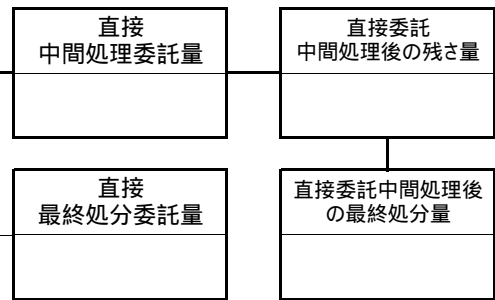 直接
中間処理委託量
直接委託
中間処理後の残さ量
直接
最終処分委託量
直接委託中間処理後
の最終処分量